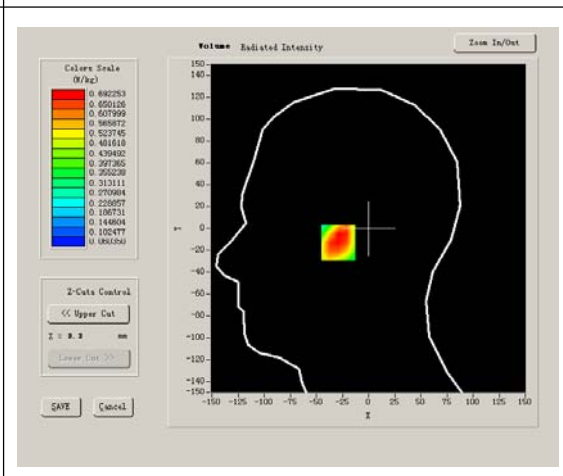 Volume Radiated Intensity
Zoom In/Out
Colors Scale
(W/kg)
0.692253
0.650126
0.607999
0.565872
0.523745
0.481618
0.439492
0.397365
0.355238
0.313111
0.270984
0.228857
0.186731
0.144604
0.102477
0.060350
150
140
120
100
80
60
40
20
0
-20
-40
-60
-80
-100
-120
-140
-150
Y
-150 -125 -100 -75 -50 -25 0 25 50 75 100 125 150
X
Z-Cuts Control
<< Upper Cut
mm
Lower Cut >>
SAVE Cancel